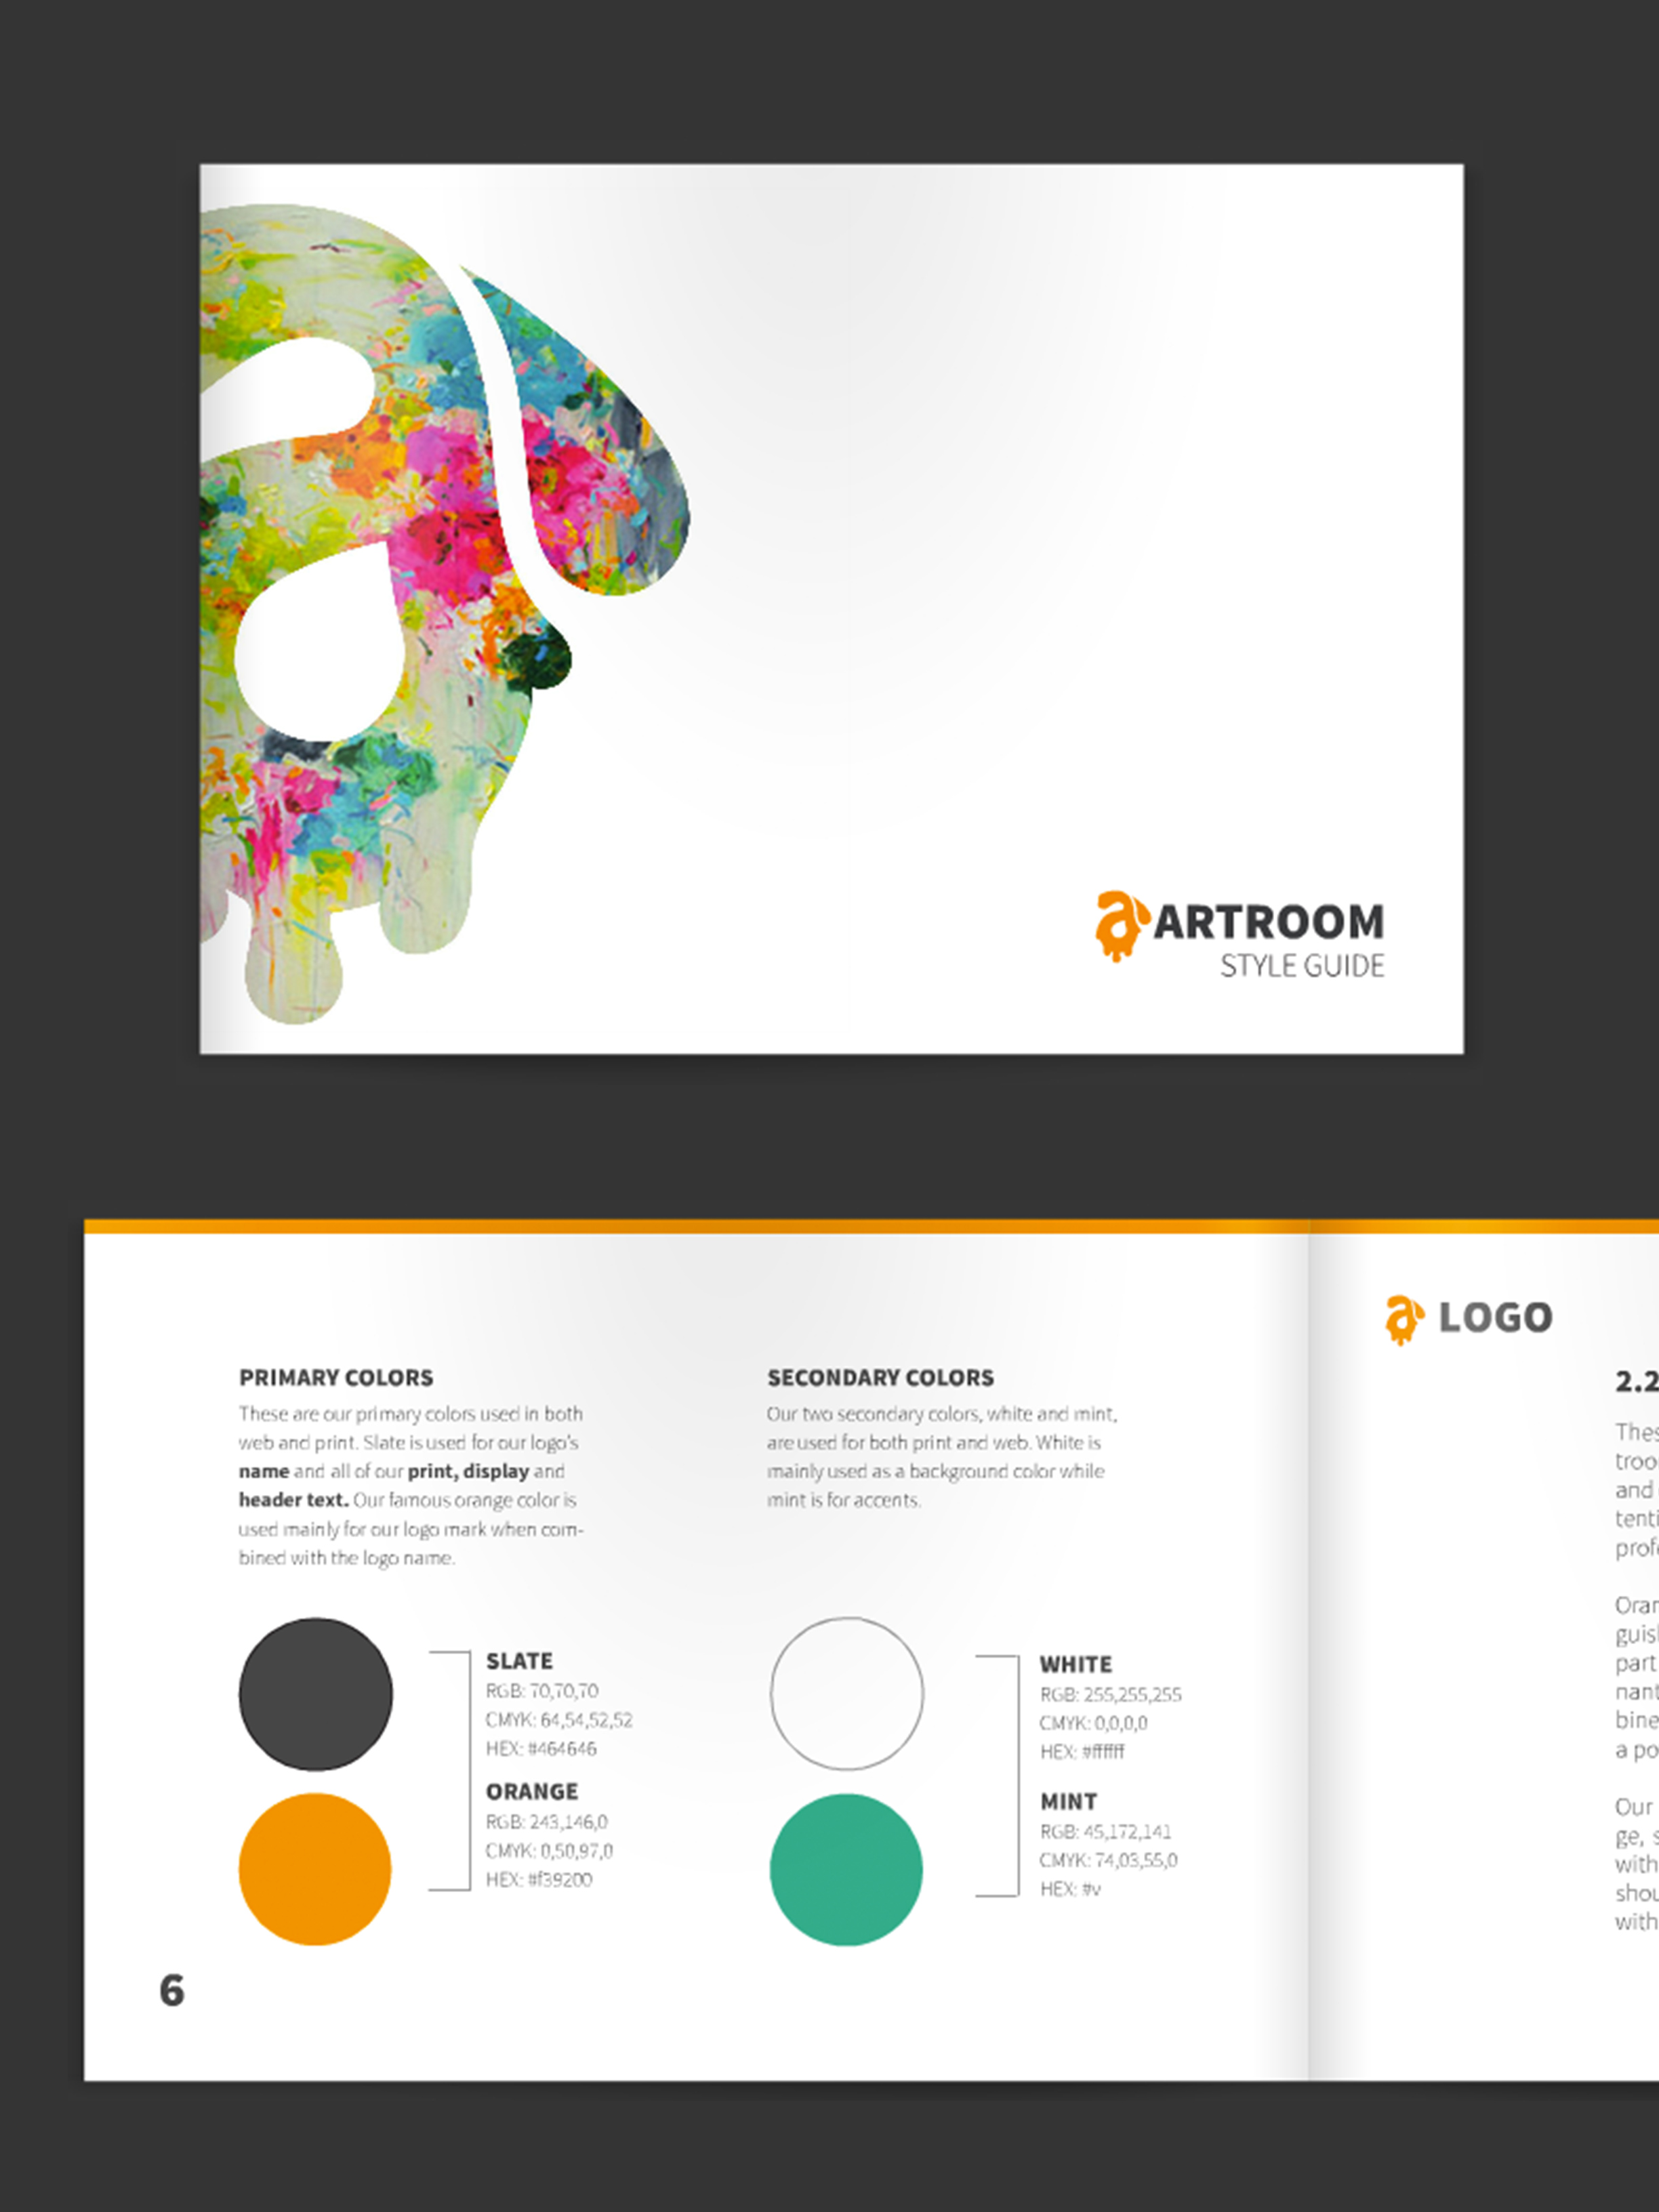 ARTROOM
STYLE GUIDE
PRIMARY COLORS
These are our primary colors used in both
web and print. Slate is used for our logo's
name and all of our print, display and
header text. Our famous orange color is
used mainly for our logo mark when com-
bined with the logo name.
SLATE
RGB: 70,70,70
CMYK: 64,54,52,52
HEX: #464646
ORANGE
RGB: 243,146,0
CMYK: 0,50,97,0
HEX: #f39200
SECONDARY COLORS
Our two secondary colors, white and mint,
are used for both print and web. White is
mainly used as a background color while
mint is for accents.
WHITE
RGB: 255,255,255
CMYK: 0,0,0,0
HEX: #ffffff
MINT
RGB: 45,172,141
CMYK: 74,03,55,0
HEX: #v
6
LOGO
2.2
Thes
troo
and
tenti
prof
Oran
guis
part
nant
bine
a po
Our
ge, s
with
shou
with